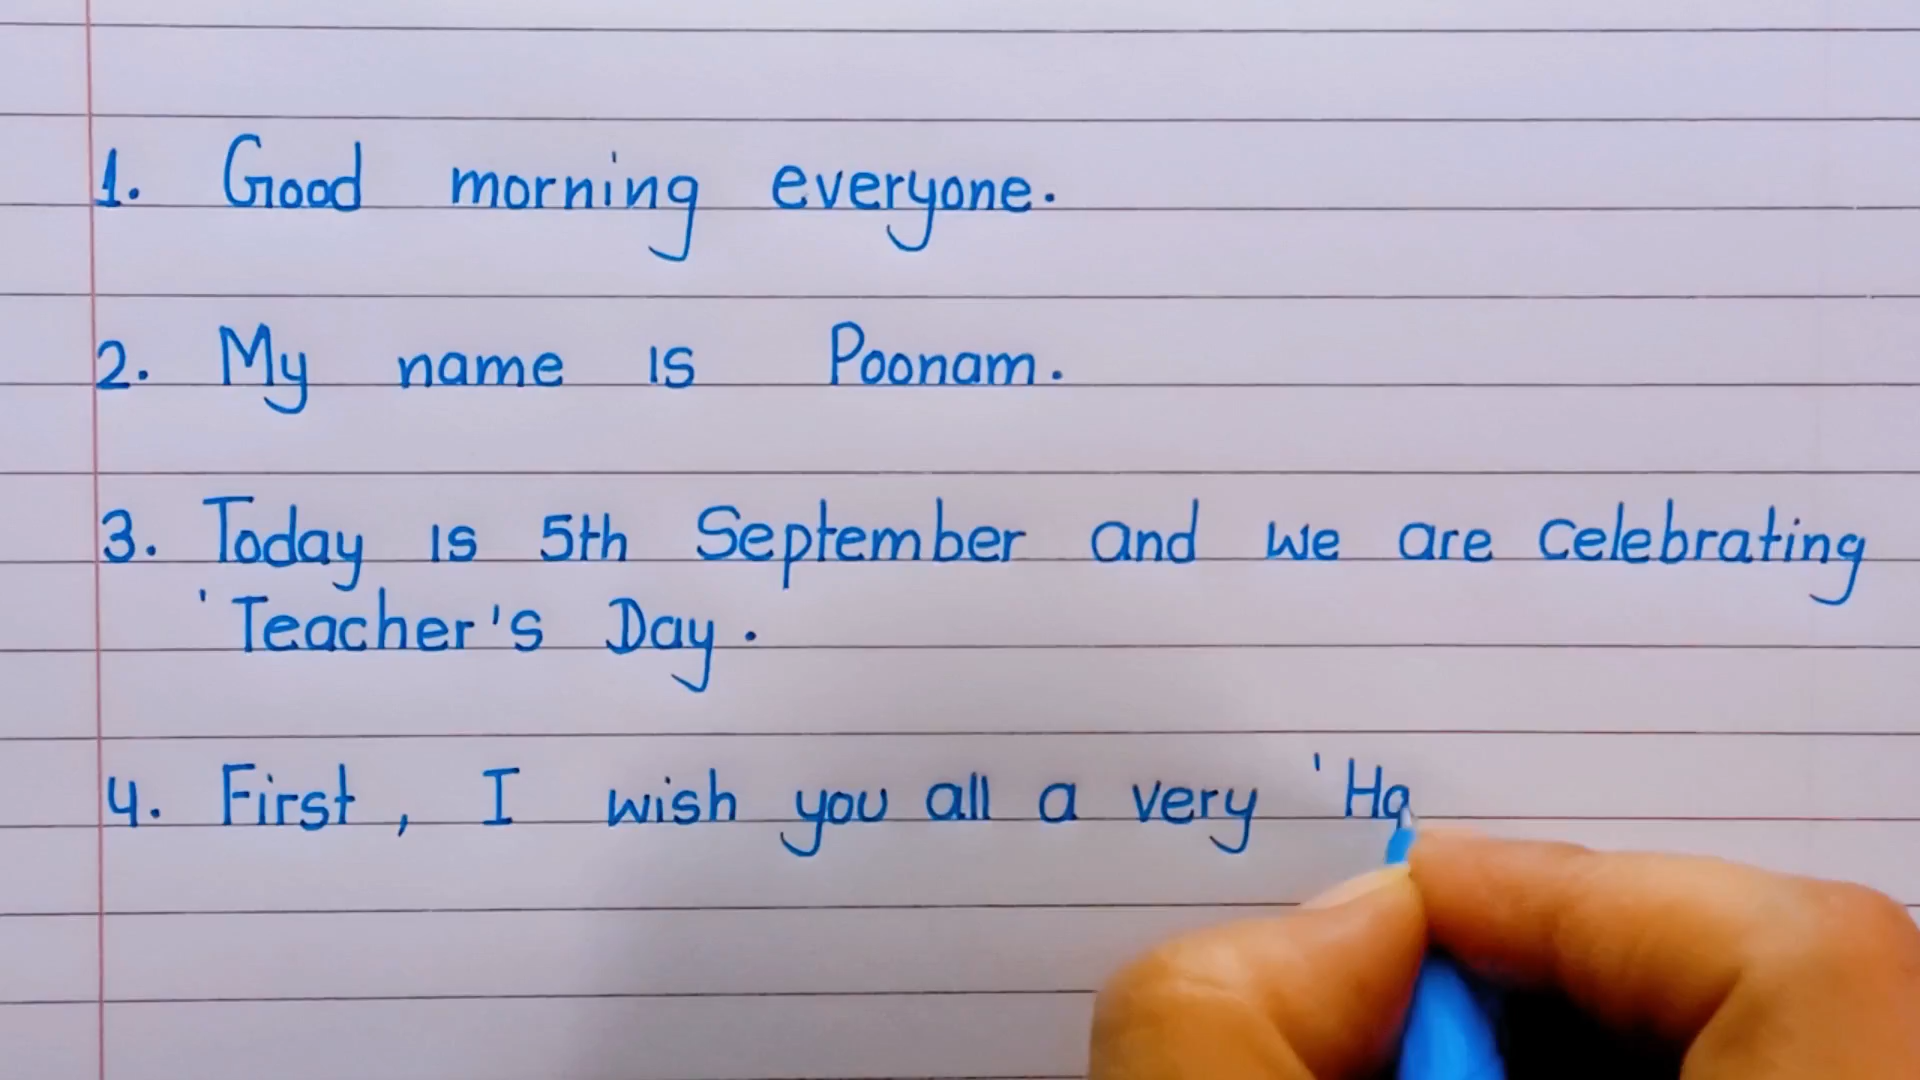 1. Good morning everyone.
2. My name is Poonam.
3. Today is 5th September and we are celebrating
'Teacher's Day.
4. First, I wish you all a very 'Ha